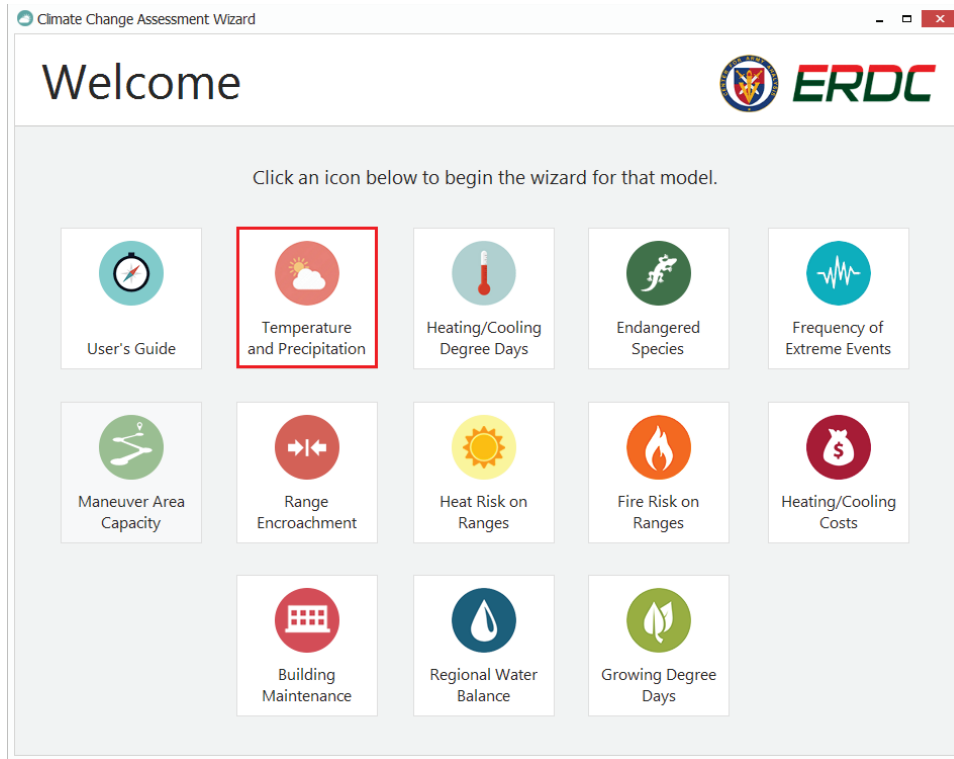 Climate Change Assessment Wizard
Welcome
ERDC
Click an icon below to begin the wizard for that model.
User's Guide
Temperature
and Precipitation
Heating/Cooling
Degree Days
Endangered
Species
Frequency of
Extreme Events
Maneuver Area
Capacity
Range
Encroachment
Heat Risk on
Ranges
Fire Risk on
Ranges
$
Heating/Cooling
Costs
Building
Maintenance
Regional Water
Balance
Growing Degree
Days